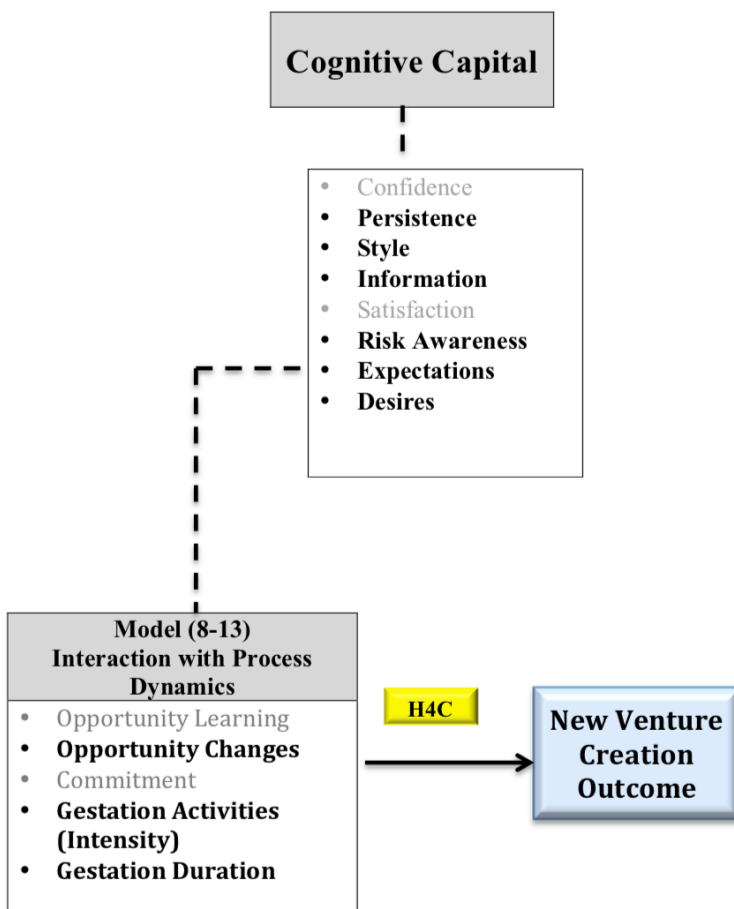 Cognitive Capital
• Confidence
• Persistence
• Style
• Information
• Satisfaction
• Risk Awareness
• Expectations
• Desires
Model (8-13)
Interaction with Process
Dynamics
• Opportunity Learning
• Opportunity Changes
• Commitment
• Gestation Activities
(Intensity)
• Gestation Duration
H4C
New Venture
Creation
Outcome